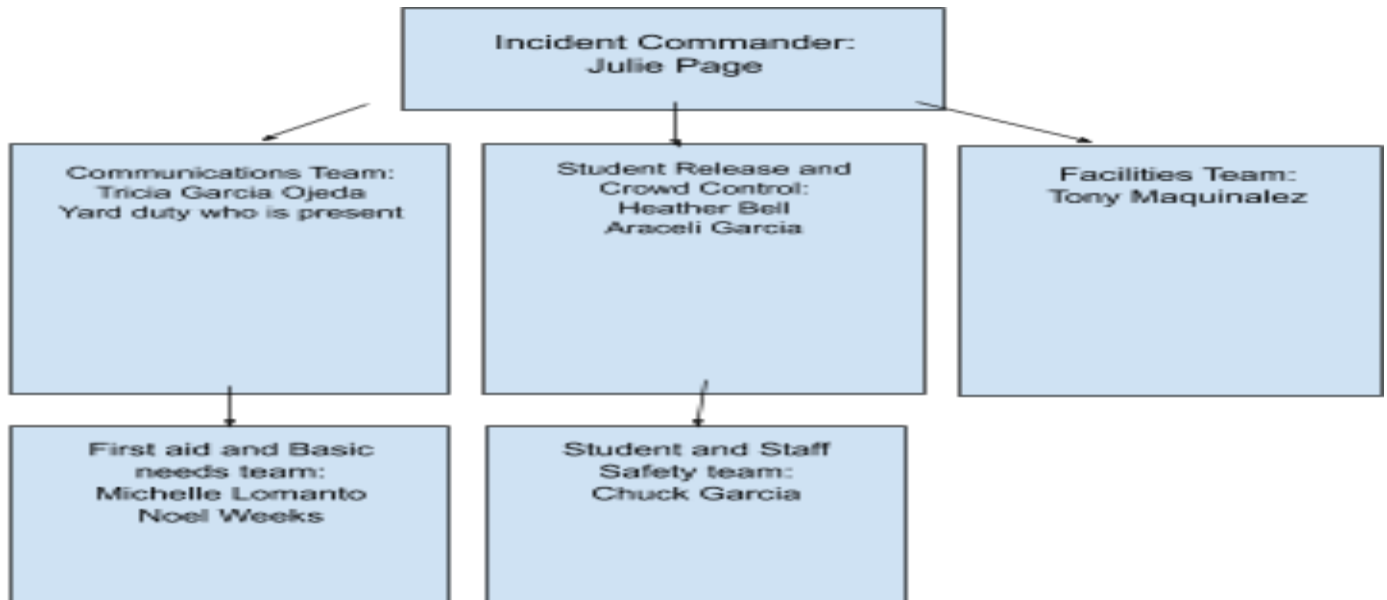 Incident Commander:
Julie Page
Communications Team:
Tricia Garcia Ojeda
Yard duty who is present
Student Release and
Crowd Control:
Heather Bell
Araceli Garcia
Facilities Team:
Tony Maquinalez
First aid and Basic
needs team:
Michelle Lomanto
Noel Weeks
Student and Staff
Safety team:
Chuck Garcia